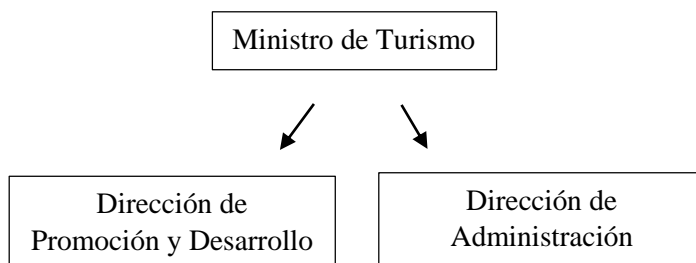 Ministro de Turismo
Dirección de
Promoción y Desarrollo
Dirección de
Administración